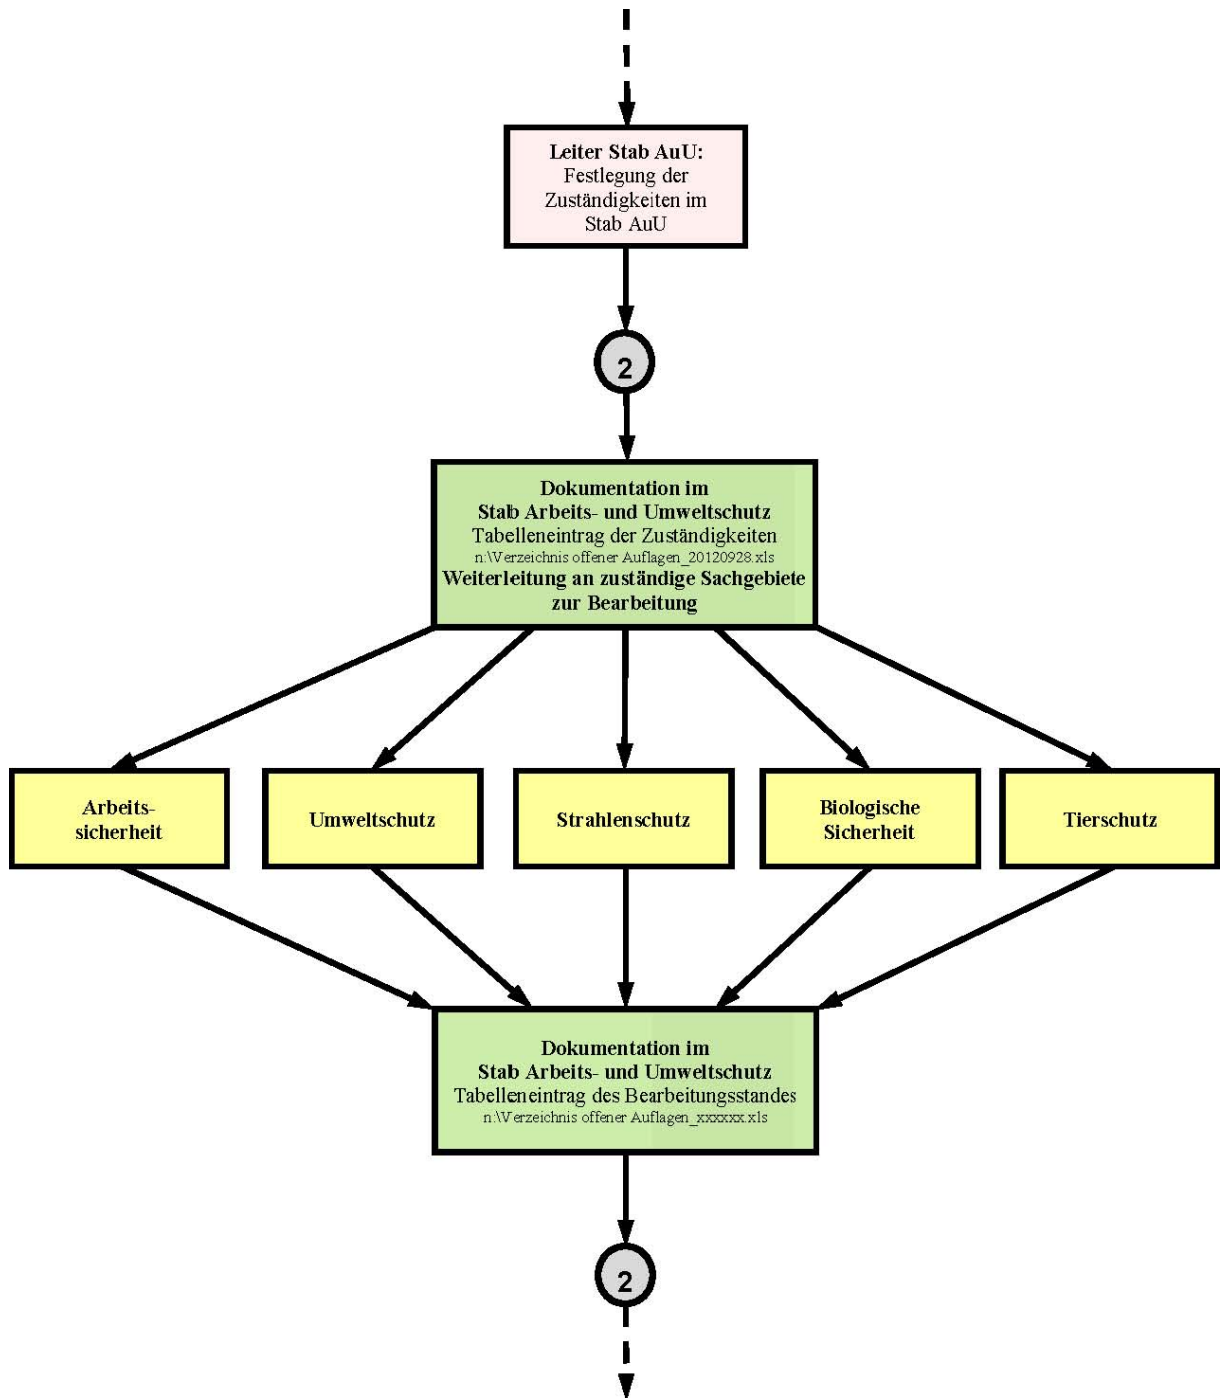 Leiter Stab AuU:
Festlegung der
Zuständigkeiten im
Stab AuU
2
Dokumentation im
Stab Arbeits- und Umweltschutz
Tabelleneintrag der Zuständigkeiten
n:\Verzeichnis offener Auflagen_20120928.xls
Weiterleitung an zuständige Sachgebiete
zur Bearbeitung
Arbeits-
sicherheit
Umweltschutz
Strahlenschutz
Biologische
Sicherheit
Tierschutz
Dokumentation im
Stab Arbeits- und Umweltschutz
Tabelleneintrag des Bearbeitungsstandes
n:\Verzeichnis offener Auflagen_xxxxxx.xls
2